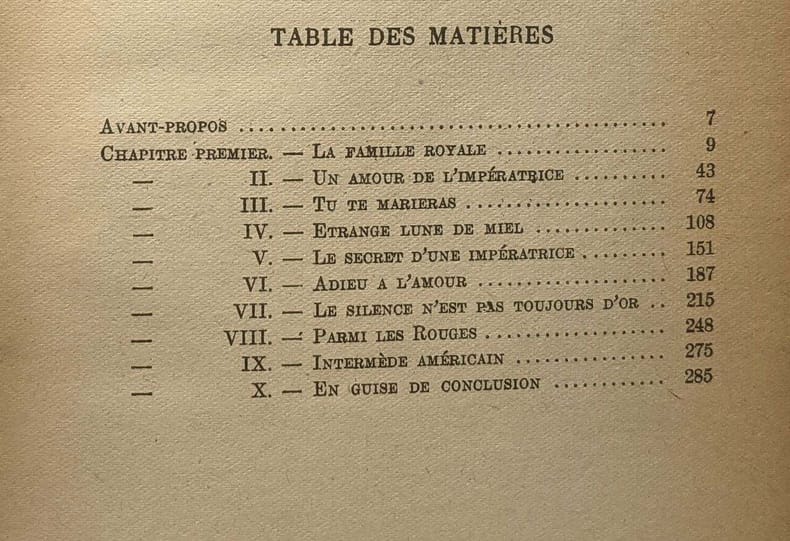 TABLE DES MATIÈRES
AVANT-PROPOS ........................................ 7
CHAPITRE PREMIER. — LA FAMILLE ROYALE .................. 9
— II. — UN AMOUR DE L'IMPÉRATRICE ............ 43
— III. — TU TE MARIERAS ...................... 74
— IV. — ETRANGE LUNE DE MIEL ............... 108
— V. — LE SECRET D'UNE IMPÉRATRICE ......... 151
— VI. — ADIEU A L'AMOUR ..................... 187
— VII. — LE SILENCE N'EST PAS TOUJOURS D'OR .. 215
— VIII. — PARMI LES ROUGES ................... 248
— IX. — INTERMÈDE AMÉRICAIN ................ 275
— X. — EN GUISE DE CONCLUSION ............ 285